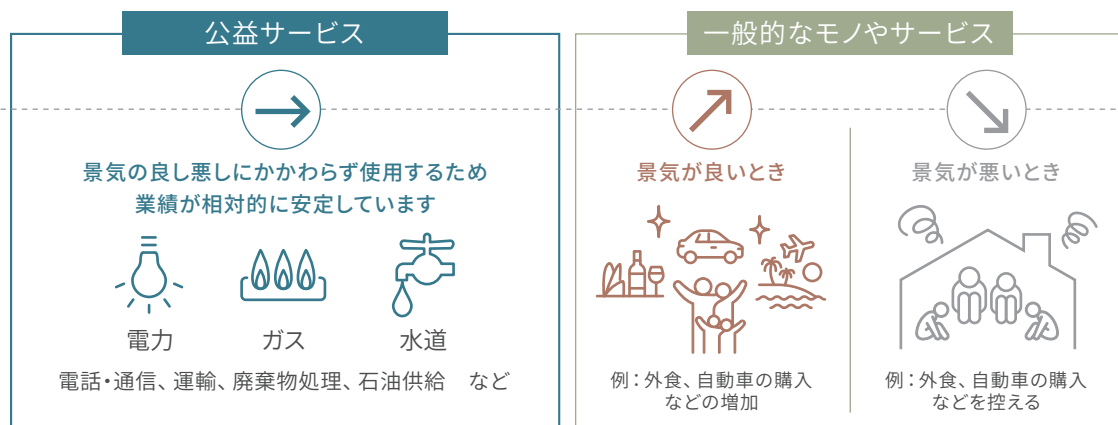 公益サービス
景気の良し悪しにかかわらず使用するため
業績が相対的に安定しています
電力
ガス
水道
電話・通信、運輸、廃棄物処理、石油供給　など
一般的なモノやサービス
景気が良いとき
例：外食、自動車の購入
などの増加
景気が悪いとき
例：外食、自動車の購入
などを控える